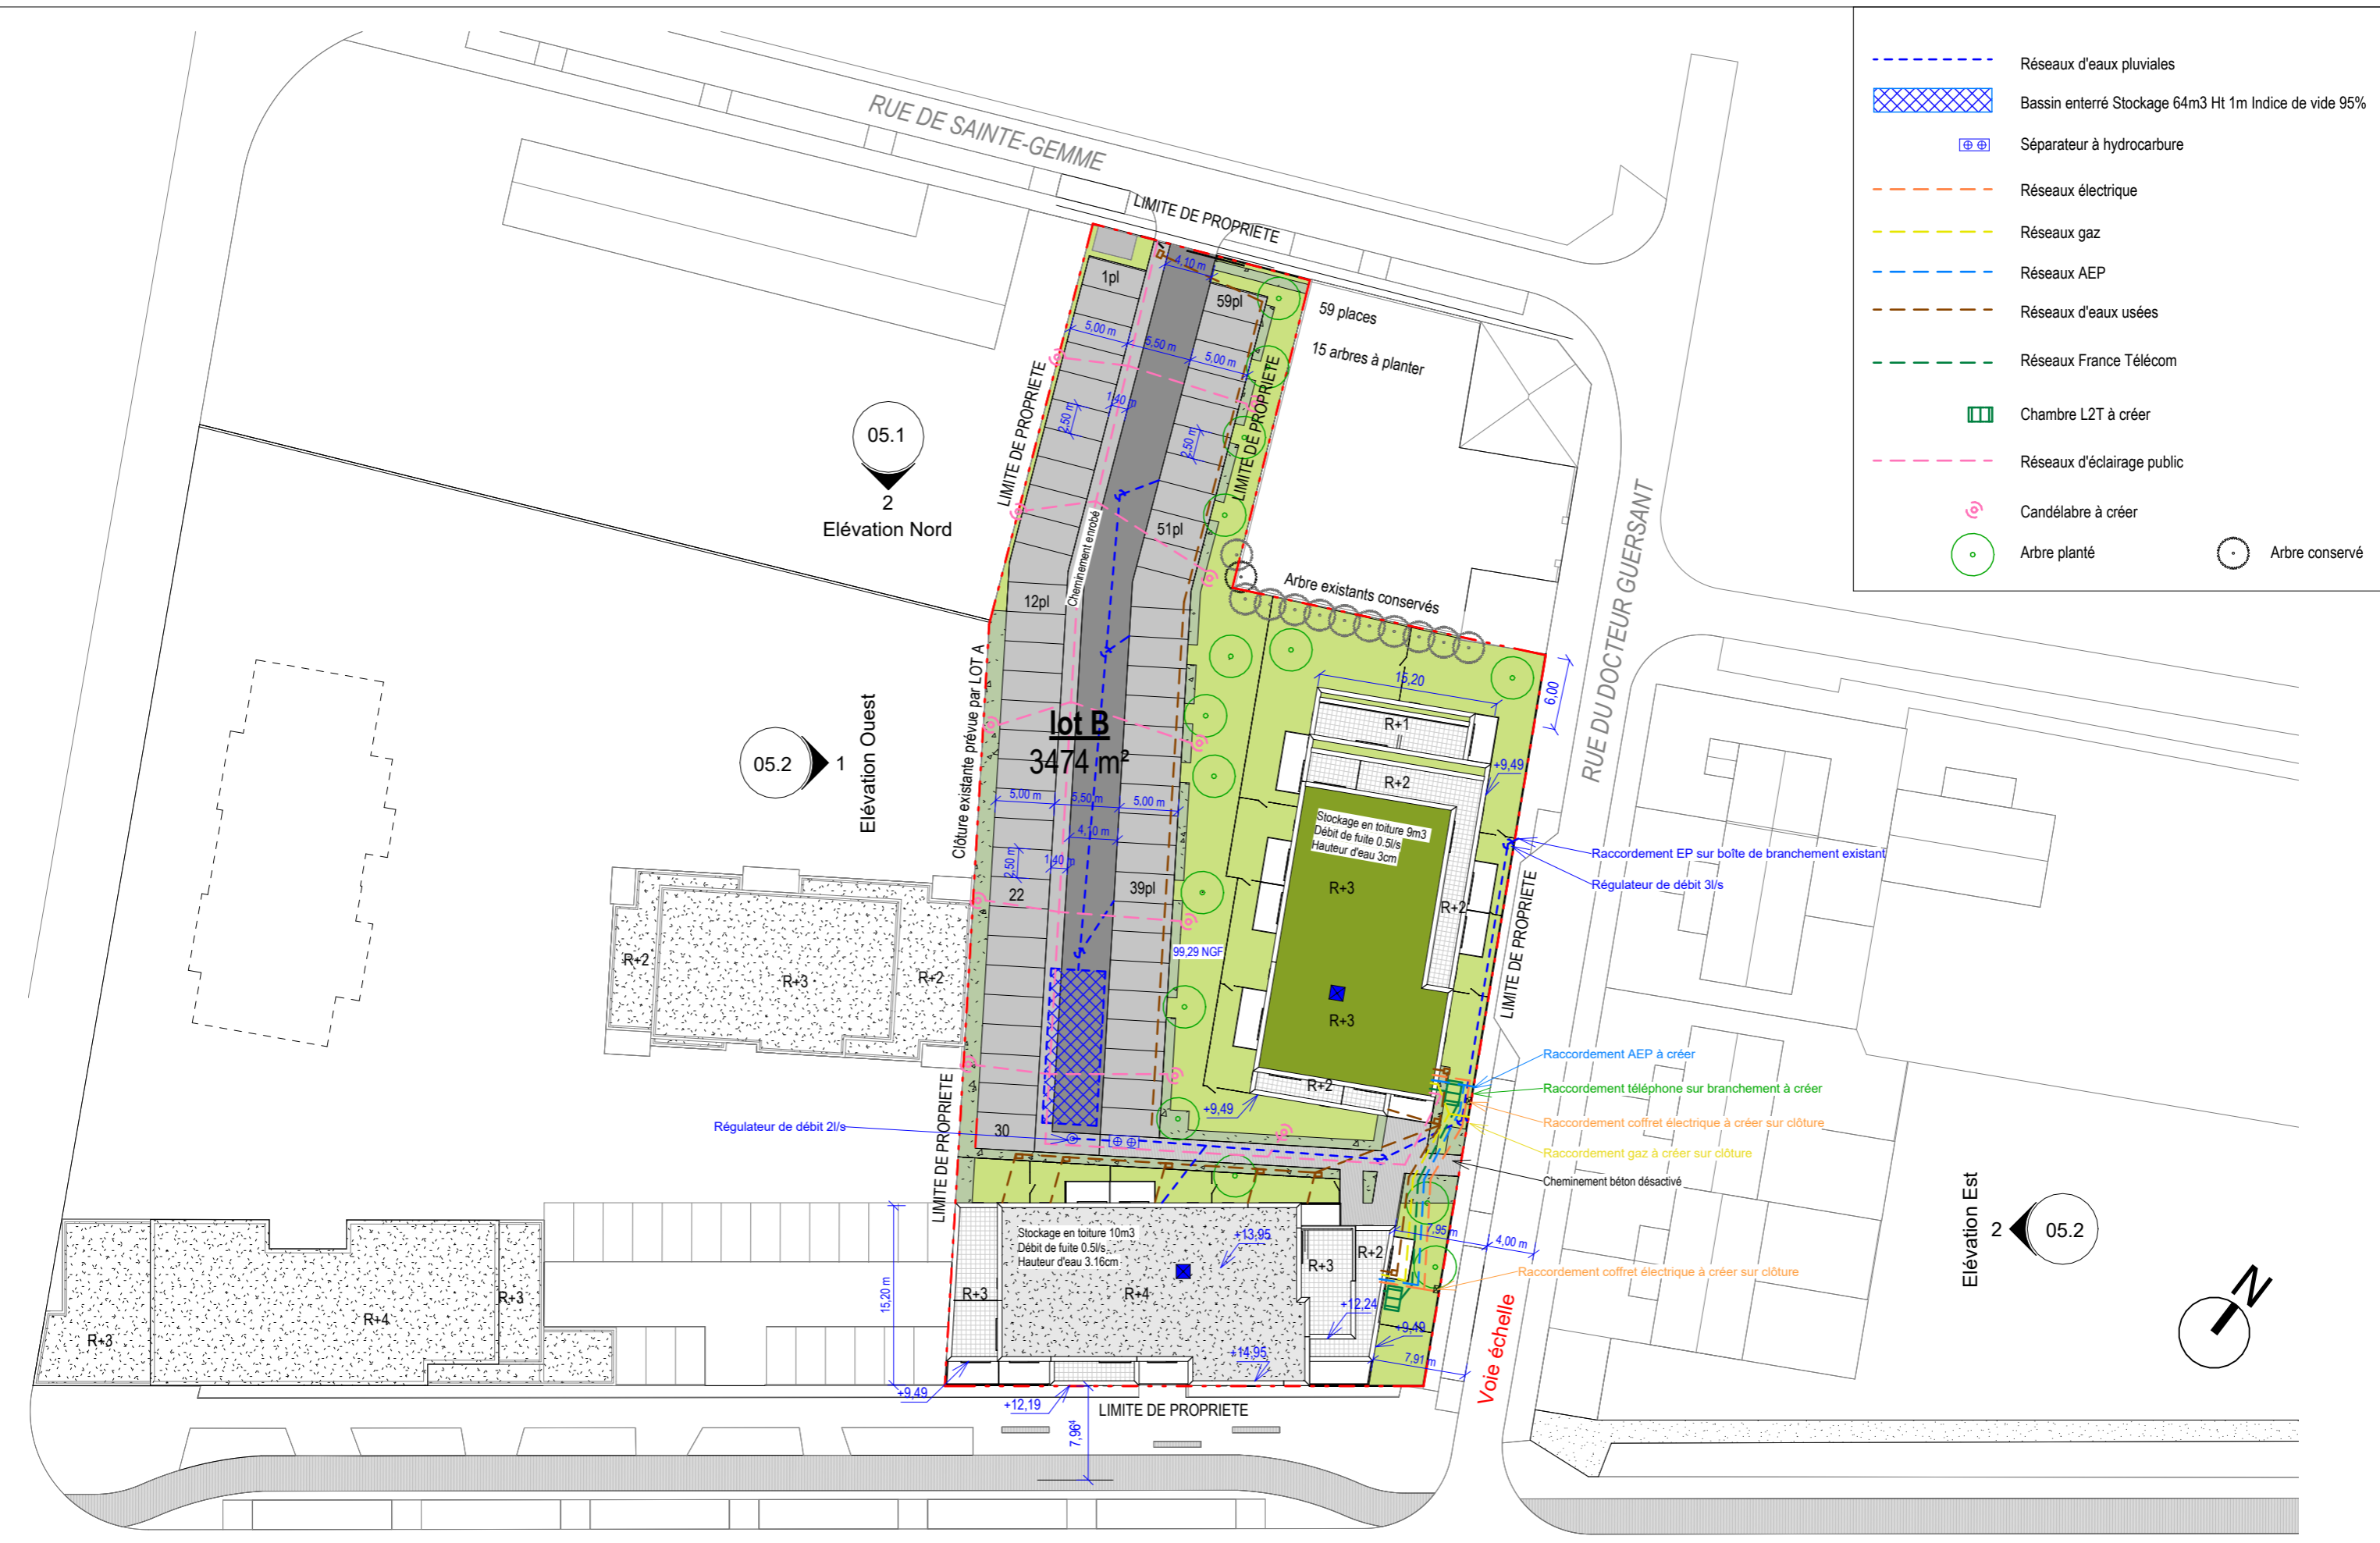 Réseaux d'eaux pluviales
Bassin enterré Stockage 64m3 Ht 1m Indice de vide 95%
Séparateur à hydrocarbure
Réseaux électrique
Réseaux gaz
Réseaux AEP
Réseaux d'eaux usées
Réseaux France Télécom
Chambre L2T à créer
Réseaux d'éclairage public
Candélabre à créer
Arbre planté
Arbre conservé
RUE DE SAINTE-GEMME
LIMITE DE PROPRIETE
4,10 m
1pl
59pl
59 places
15 arbres à planter
5,00 m
5,50 m
5,00 m
LIMITE DE PROPRIETE
LIMITE DE PROPRIETE
1,40 m
2,50 m
2,50 m
05.1
2
Elévation Nord
51pl
Cheminement enrobé
12pl
Arbre existants conservés
RUE DU DOCTEUR GUERSANT
Clôture existante prévue par LOT A
15,20
6,00
lot B
3474 m²
R+1
R+2
+9,49
05.2
1
Elévation Ouest
5,00 m
5,50 m
5,00 m
4,10 m
1,40 m
2,50 m
22
39pl
Stockage en toiture 9m3
Débit de fuite 0.5l/s
Hauteur d'eau 3cm
R+3
R+2
Raccordement EP sur boîte de branchement existant
Régulateur de débit 3l/s
LIMITE DE PROPRIETE
99,29 NGF
R+2
R+3
R+2
R+3
Raccordement AEP à créer
Raccordement téléphone sur branchement à créer
Raccordement coffret électrique à créer sur clôture
Raccordement gaz à créer sur clôture
Cheminement béton désactivé
R+2
+9,49
Régulateur de débit 2l/s
30
LIMITE DE PROPRIETE
Elévation Est
2
05.2
Stockage en toiture 10m3
Débit de fuite 0.5l/s
Hauteur d'eau 3.16cm
+13,95
R+3
R+2
7,95 m
4,00 m
Raccordement coffret électrique à créer sur clôture
15,20 m
R+3
R+4
+12,24
+9,49
+14,95
7,91 m
R+3
R+4
R+3
+9,49
+12,19
LIMITE DE PROPRIETE
7,96⁴
Voie échelle
N